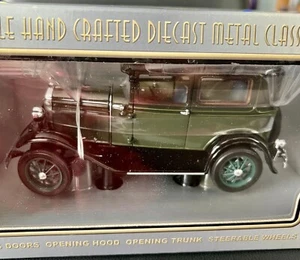 LE HAND CRAFTED DIECAST METAL CLASS
DOORS OPENING HOOD OPENING TRUNK STEERABLE WHEELS